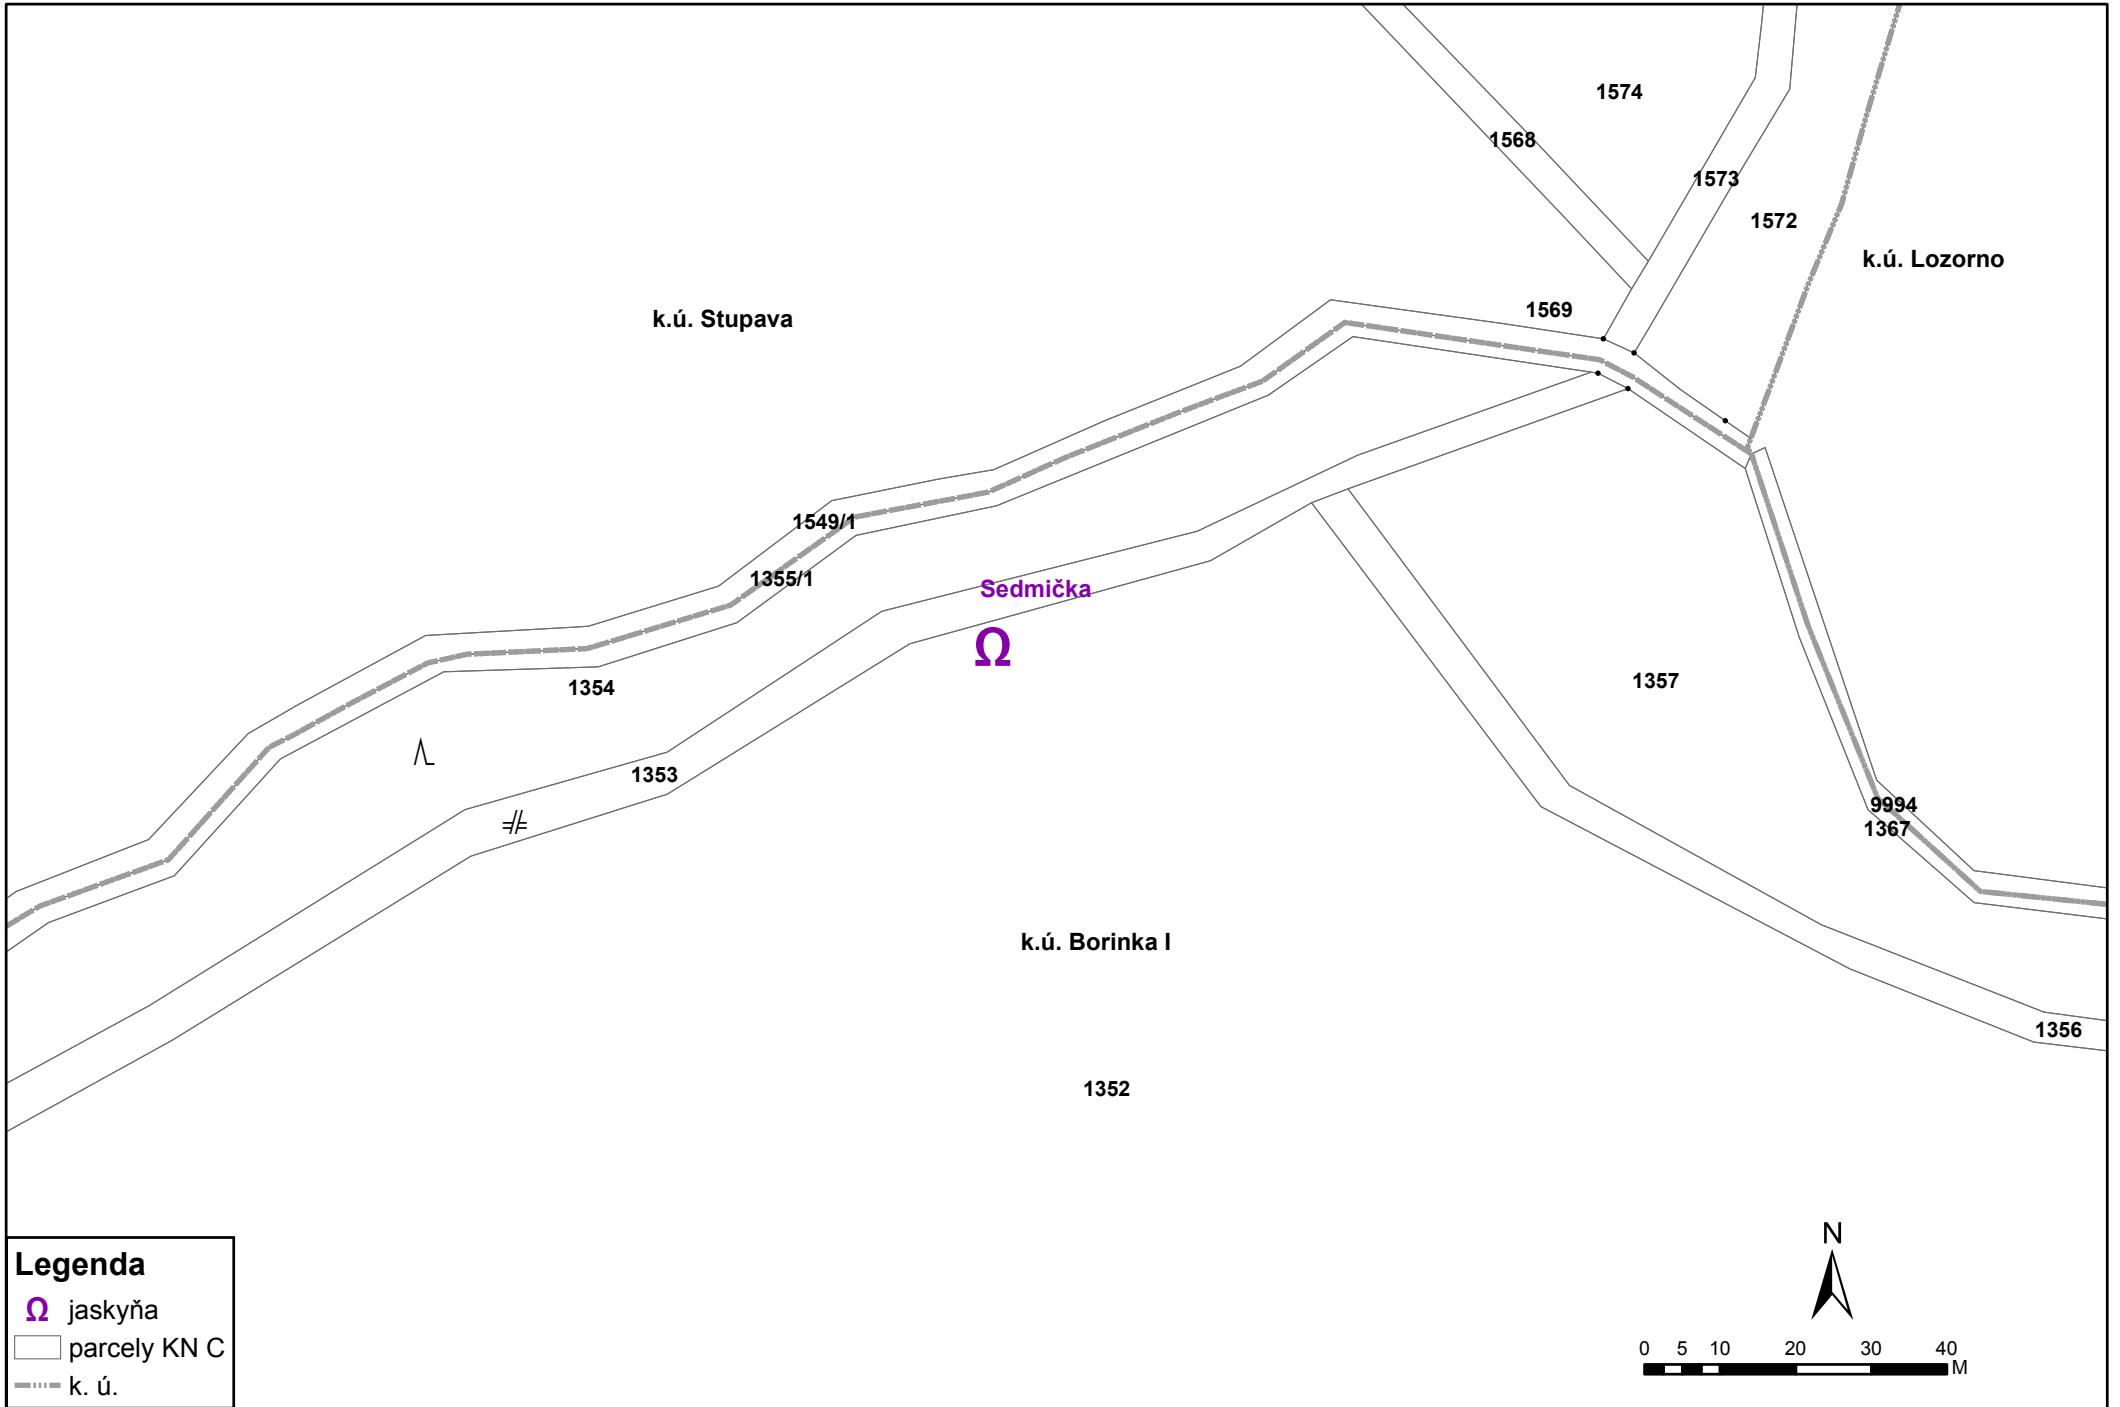 1574
1568
1573
1572
k.ú. Lozorno
1569
k.ú. Stupava
1549/1
1355/1
Sedmička
Ω
1354
1357
1353
9994
1367
k.ú. Borinka I
1356
1352
N
0 5 10 20 30 40
M
Legenda
Ω jaskyňa
parcely KN C
k. ú.